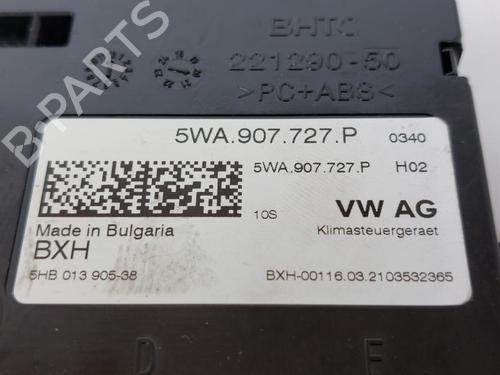 BHTC
221290-50
>PC+ABS<
5WA.907.727.P 0340
5WA.907.727.P H02
10S VW AG
Made in Bulgaria Klimasteuergeraet
BXH
5HB 013 905-38 BXH-00116.03.2103532365
D E
B-PARTS